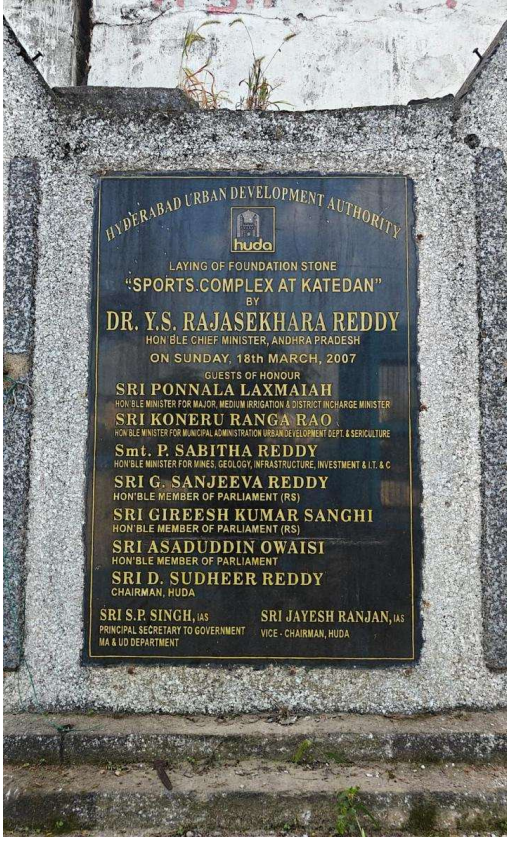 HYDERABAD URBAN DEVELOPMENT AUTHORITY
huda
LAYING OF FOUNDATION STONE
"SPORTS.COMPLEX AT KATEDAN"
BY
DR. Y.S. RAJASEKHARA REDDY
HON'BLE CHIEF MINISTER, ANDHRA PRADESH
ON SUNDAY, 18th MARCH, 2007
GUESTS OF HONOUR
SRI PONNALA LAXMAIAH
HON'BLE MINISTER FOR MAJOR, MEDIUM IRRIGATION & DISTRICT INCHARGE MINISTER
SRI KONERU RANGA RAO
HON'BLE MINISTER FOR MUNICIPAL ADMINISTRATION URBAN DEVELOPMENT DEPT. & SERICULTURE
Smt. P. SABITHA REDDY
HON'BLE MINISTER FOR MINES, GEOLOGY, INFRASTRUCTURE, INVESTMENT & I.T. & C
SRI G. SANJEEVA REDDY
HON'BLE MEMBER OF PARLIAMENT (RS)
SRI GIREESH KUMAR SANGHI
HON'BLE MEMBER OF PARLIAMENT (RS)
SRI ASADUDDIN OWAISI
HON'BLE MEMBER OF PARLIAMENT
SRI D. SUDHEER REDDY
CHAIRMAN, HUDA
SRI S.P. SINGH, IAS
PRINCIPAL SECRETARY TO GOVERNMENT
MA & UD DEPARTMENT
SRI JAYESH RANJAN, IAS
VICE - CHAIRMAN, HUDA